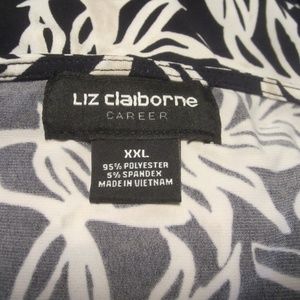 Liz claiborne
CAREER
XXL
95% POLYESTER
5% SPANDEX
MADE IN VIETNAM